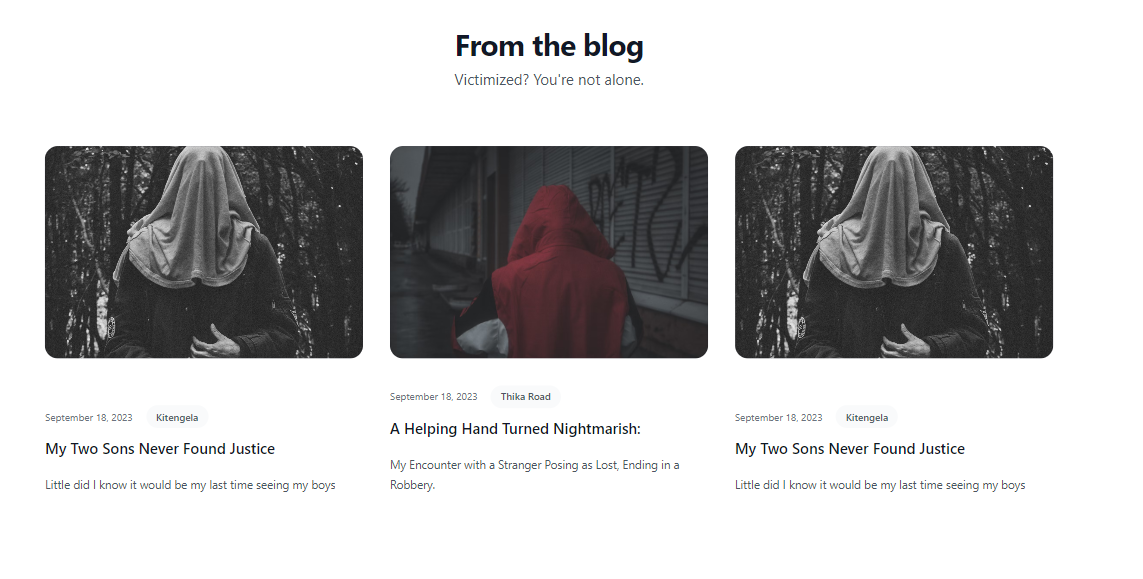 From the blog
Victimized? You're not alone.
September 18, 2023 Kitengela
My Two Sons Never Found Justice
Little did I know it would be my last time seeing my boys
September 18, 2023 Thika Road
A Helping Hand Turned Nightmarish:
My Encounter with a Stranger Posing as Lost, Ending in a
Robbery.
September 18, 2023 Kitengela
My Two Sons Never Found Justice
Little did I know it would be my last time seeing my boys